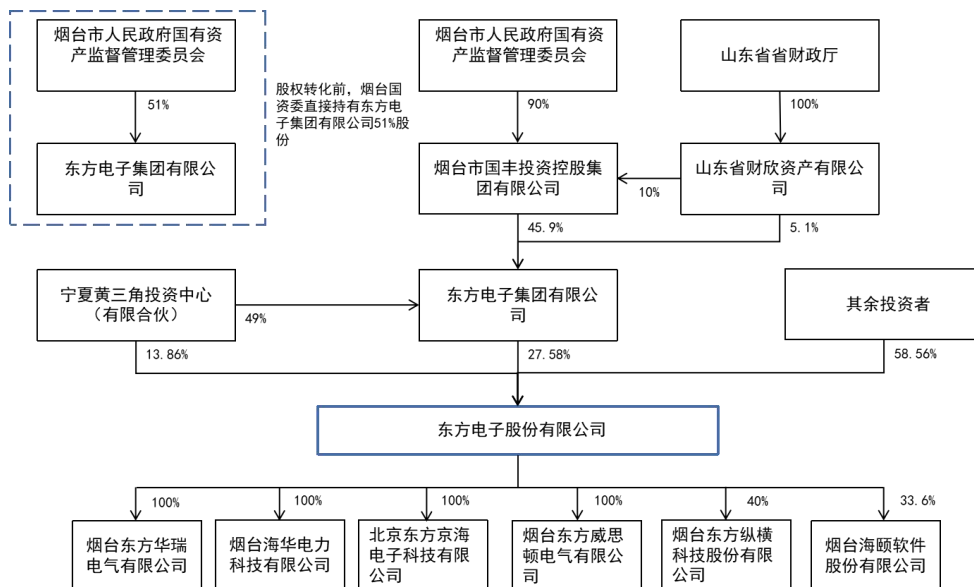 烟台市人民政府国有资
产监督管理委员会
51%
东方电子集团有限公
司
股权转化前，烟台国
资委直接持有东方电
子集团有限公司51%股
份
烟台市人民政府国有资
产监督管理委员会
90%
山东省省财政厅
100%
烟台市国丰投资控股集
团有限公司
10%
山东省财欣资产有限公
司
45.9%
5.1%
宁夏黄三角投资中心
（有限合伙）
49%
东方电子集团有限公
司
其余投资者
13.86%
27.58%
58.56%
东方电子股份有限公司
100%
100%
100%
100%
40%
33.6%
烟台东方华瑞
电气有限公司
烟台海华电力
科技有限公司
北京东方京海
电子科技有限
公司
烟台东方威思
顿电气有限公
司
烟台东方纵横
科技股份有限
公司
烟台海颐软件
股份有限公司